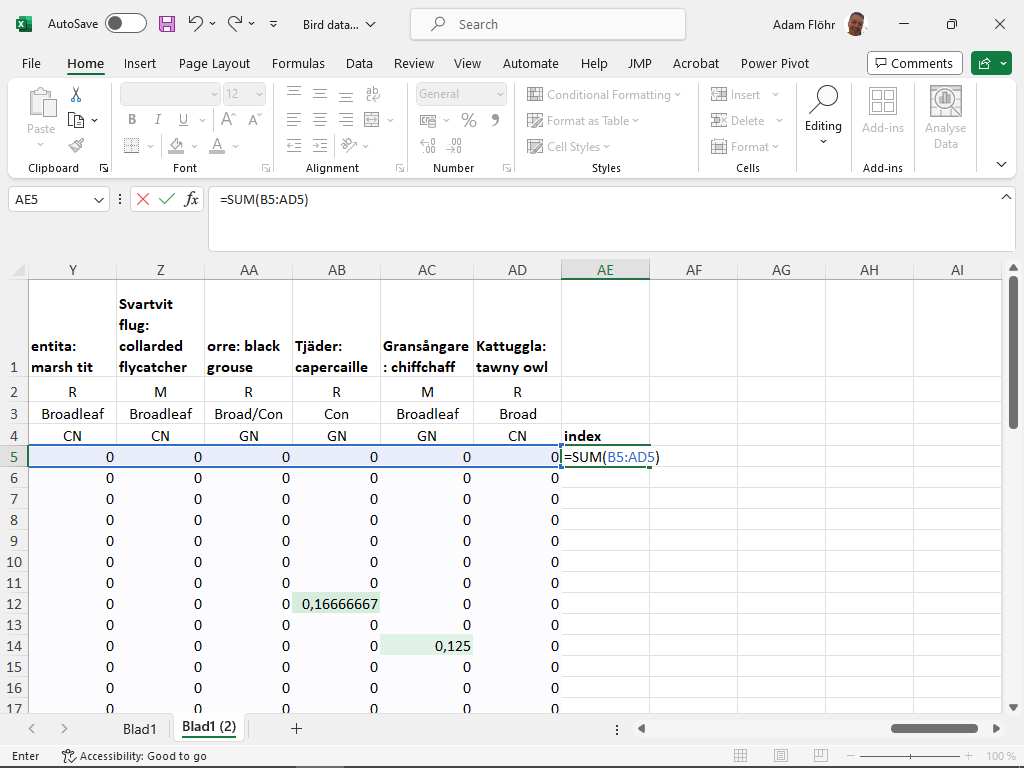 AutoSave
Bird data...
Search
Adam Flöhr
File Home Insert Page Layout Formulas Data Review View Automate Help JMP Acrobat Power Pivot
Comments
Paste
Clipboard
12
B I U
A A
A
Font
ab
Alignment
General
% 9
Number
Conditional Formatting
Format as Table
Cell Styles
Styles
Insert
Delete
Format
Cells
Editing
Add-ins
Add-ins
Analyse Data
AE5
fx
=SUM(B5:AD5)
Y Z AA AB AC AD AE AF AG AH AI
1 entita: marsh tit Svartvit flug: collarded flycatcher orre: black grouse Tjäder: capercaille Gransångare : chiffchaff Kattuggla: tawny owl
2 R M R R M R
3 Broadleaf Broadleaf Broad/Con Con Broadleaf Broad
4 CN CN GN GN GN CN index
5 0 0 0 0 0 0 =SUM(B5:AD5)
6 0 0 0 0 0 0
7 0 0 0 0 0 0
8 0 0 0 0 0 0
9 0 0 0 0 0 0
10 0 0 0 0 0 0
11 0 0 0 0 0 0
12 0 0 0 0,16666667 0 0
13 0 0 0 0 0 0
14 0 0 0 0 0,125 0
15 0 0 0 0 0 0
16 0 0 0 0 0 0
17 0 0 0 0 0 0
Blad1 Blad1 (2)
Enter
Accessibility: Good to go
100 %